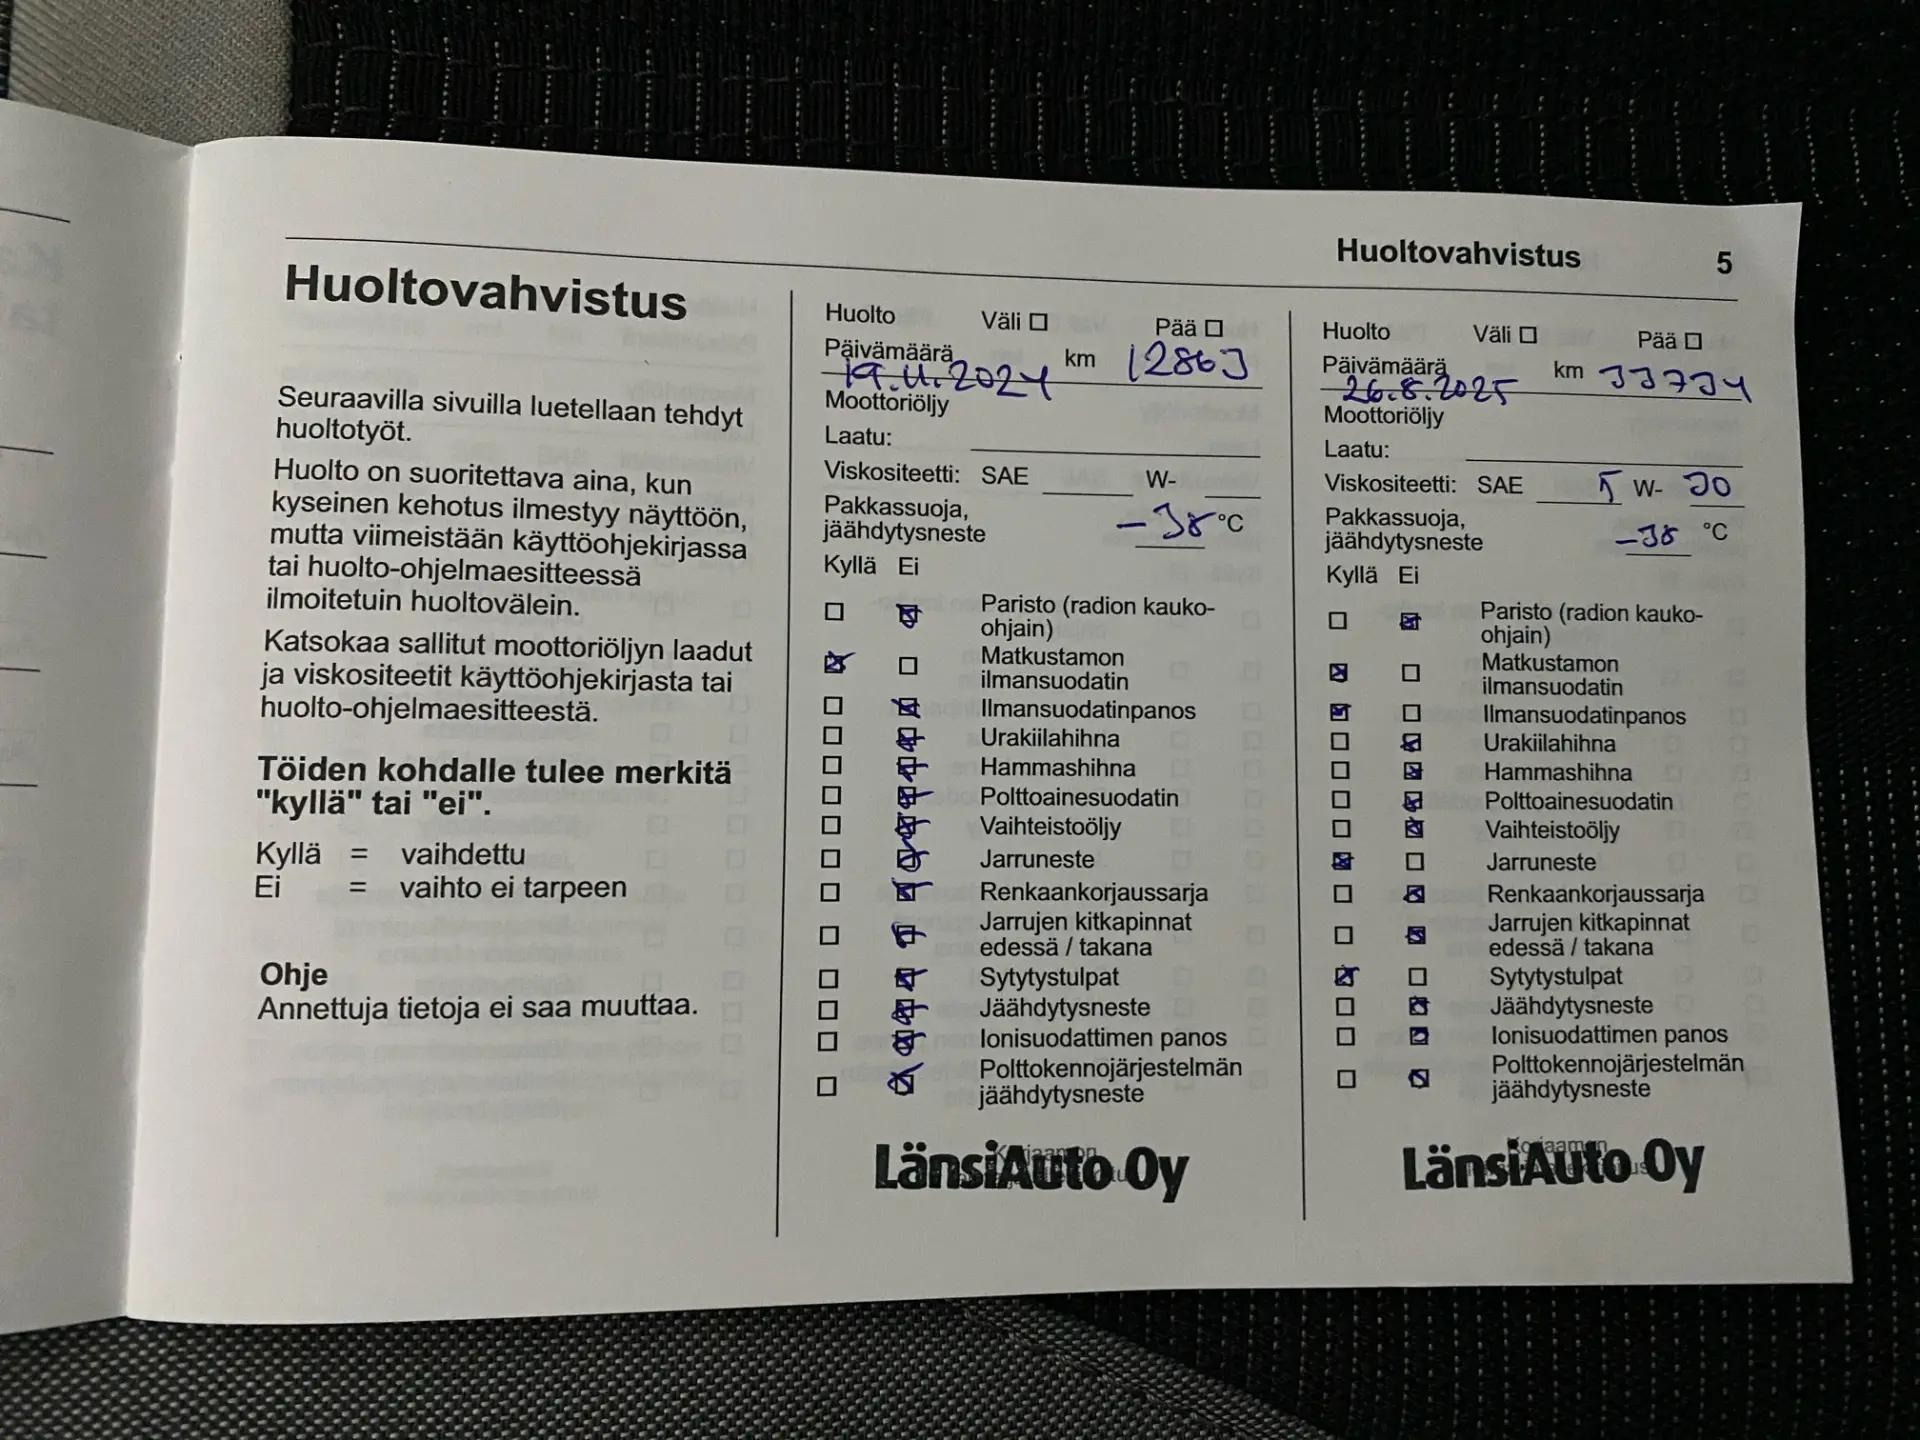 Huoltovahvistus 5
Huoltovahvistus
Seuraavilla sivuilla luetellaan tehdyt
huoltotyöt.
Huolto on suoritettava aina, kun
kyseinen kehotus ilmestyy näyttöön,
mutta viimeistään käyttöohjekirjassa
tai huolto-ohjelmaesitteessä
ilmoitetuin huoltovälein.
Katsokaa sallitut moottoriöljyn laadut
ja viskositeetit käyttöohjekirjasta tai
huolto-ohjelmaesitteestä.
Töiden kohdalle tulee merkitä
"kyllä" tai "ei".
Kyllä = vaihdettu
Ei = vaihto ei tarpeen
Ohje
Annettuja tietoja ei saa muuttaa.
Huolto Väli Pää
Päivämäärä km 12863
19.11.2024
Moottoriöljy
Laatu:
Viskositeetti: SAE W-
Pakkassuoja,
jäähdytysneste -38 °C
Kyllä Ei
Paristo (radion kauko-
ohjain)
Matkustamon
ilmansuodatin
Ilmansuodatinpanos
Urakiilahihna
Hammashihna
Polttoainesuodatin
Vaihteistoöljy
Jarruneste
Renkaankorjaussarja
Jarrujen kitkapinnat
edessä / takana
Sytytystulpat
Jäähdytysneste
Ionisuodattimen panos
Polttokennojärjestelmän
jäähdytysneste
LänsiAuto Oy
Huolto Väli Pää
Päivämäärä km 33734
26.8.2025
Moottoriöljy
Laatu:
Viskositeetti: SAE 5 W- 30
Pakkassuoja,
jäähdytysneste -38 °C
Kyllä Ei
Paristo (radion kauko-
ohjain)
Matkustamon
ilmansuodatin
Ilmansuodatinpanos
Urakiilahihna
Hammashihna
Polttoainesuodatin
Vaihteistoöljy
Jarruneste
Renkaankorjaussarja
Jarrujen kitkapinnat
edessä / takana
Sytytystulpat
Jäähdytysneste
Ionisuodattimen panos
Polttokennojärjestelmän
jäähdytysneste
Korjaamon
LänsiAuto Oy